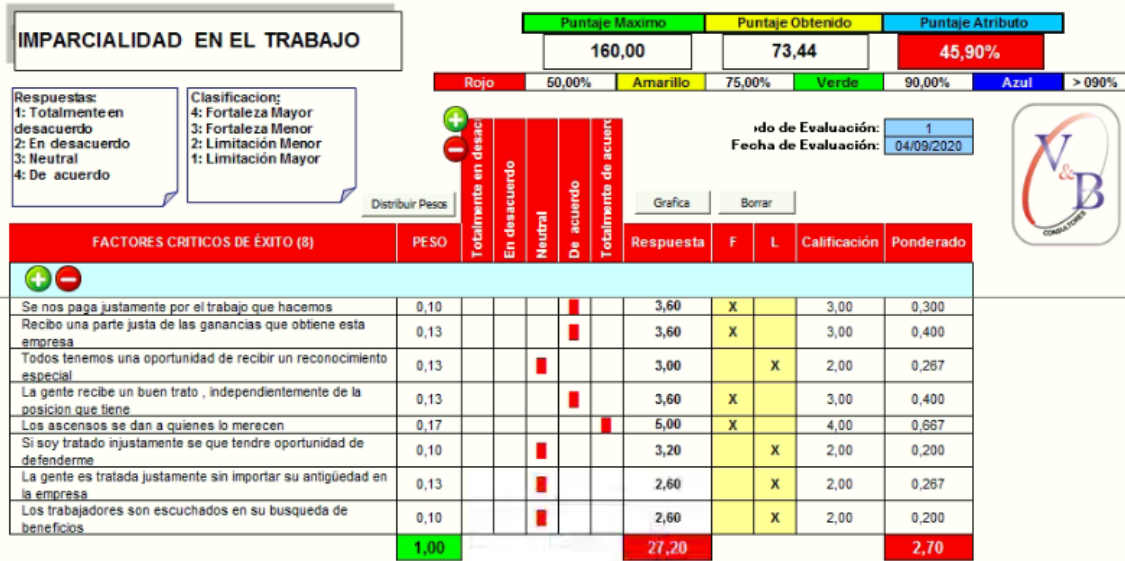 IMPARCIALIDAD EN EL TRABAJO
Puntaje Maximo Puntaje Obtenido Puntaje Atributo
160,00 73,44 45,90%
Rojo 50,00% Amarillo 75,00% Verde 90,00% Azul > 090%
Respuestas:
1: Totalmente en
desacuerdo
2: En desacuerdo
3: Neutral
4: De acuerdo
Clasificacion:
4: Fortaleza Mayor
3: Fortaleza Menor
2: Limitación Menor
1: Limitación Mayor
do de Evaluación: 1
Fecha de Evaluación: 04/09/2020
V&B
CONSULTORES
Distribuir Pesos
Grafica
Borrar
FACTORES CRITICOS DE ÉXITO (8) PESO Totalmente en desacu En desacuerdo Neutral De acuerdo Totalmente de acuerd Respuesta F L Calificación Ponderado
Se nos paga justamente por el trabajo que hacemos 0,10 3,60 X 3,00 0,300
Recibo una parte justa de las ganancias que obtiene esta
empresa 0,13 3,60 X 3,00 0,400
Todos tenemos una oportunidad de recibir un reconocimiento
especial 0,13 3,00 X 2,00 0,267
La gente recibe un buen trato , independientemente de la
posicion que tiene 0,13 3,60 X 3,00 0,400
Los ascensos se dan a quienes lo merecen 0,17 5,00 X 4,00 0,667
Si soy tratado injustamente se que tendre oportunidad de
defenderme 0,10 3,20 X 2,00 0,200
La gente es tratada justamente sin importar su antigüedad en
la empresa 0,13 2,60 X 2,00 0,267
Los trabajadores son escuchados en su busqueda de
beneficios 0,10 2,60 X 2,00 0,200
1,00 27,20 2,70